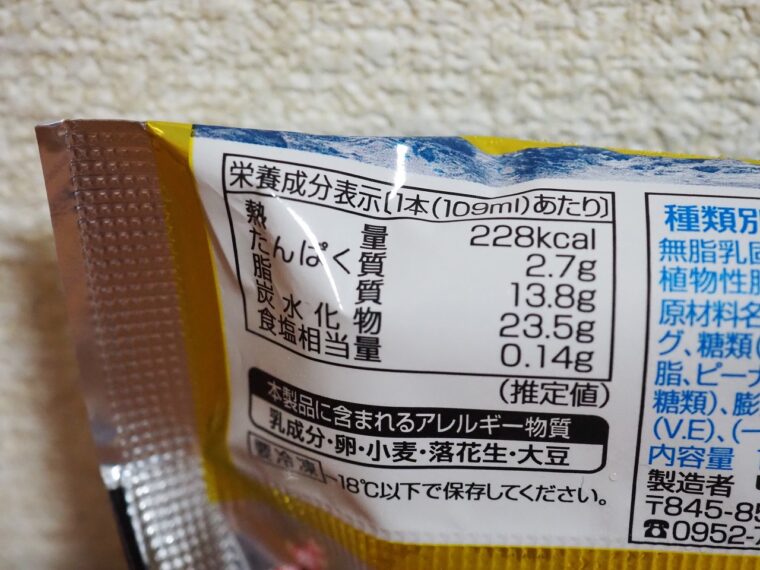 栄養成分表示〔1本(109ml)あたり〕
熱量 228kcal
たんぱく質 2.7g
脂質 13.8g
炭水化物 23.5g
食塩相当量 0.14g
(推定値)
本製品に含まれるアレルギー物質
乳成分・卵・小麦・落花生・大豆
要冷凍 -18℃以下で保存してください。
種類別
無脂乳固
植物性脂
原材料名
グ、糖類(
脂、ピーナ
糖類)、膨
(V.E)、(一
内容量
製造者
〒845-85
☎0952-7